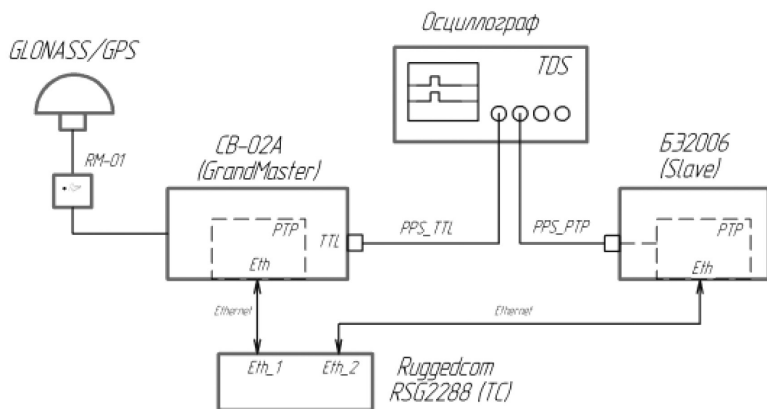 Осциллограф
GLONASS/GPS
TDS
RM-01
СВ-02А
(GrandMaster)
БЭ2006
(Slave)
PTP
TTL
PPS_TTL
PPS_PTP
PTP
Eth
Eth
Ethernet
Ethernet
Eth_1
Eth_2
Ruggedcom
RSG2288 (TC)